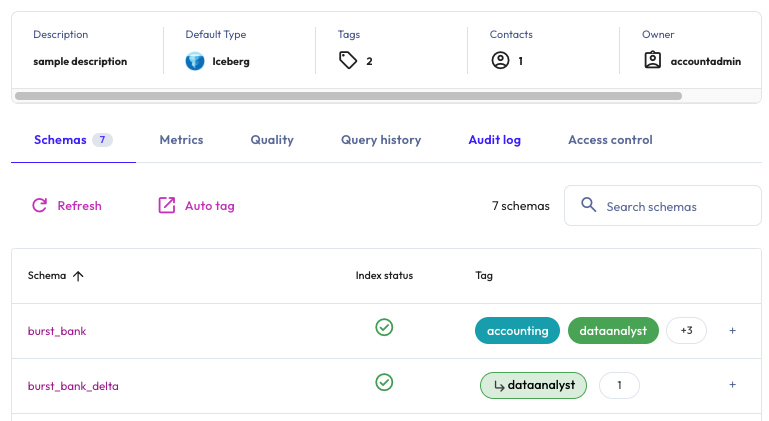 Description Default Type Tags Contacts Owner
sample description Iceberg 2 1 accountadmin
Schemas 7 Metrics Quality Query history Audit log Access control
Refresh Auto tag 7 schemas Search schemas
Schema Index status Tag
burst_bank accounting dataanalyst +3 +
burst_bank_delta dataanalyst 1 +